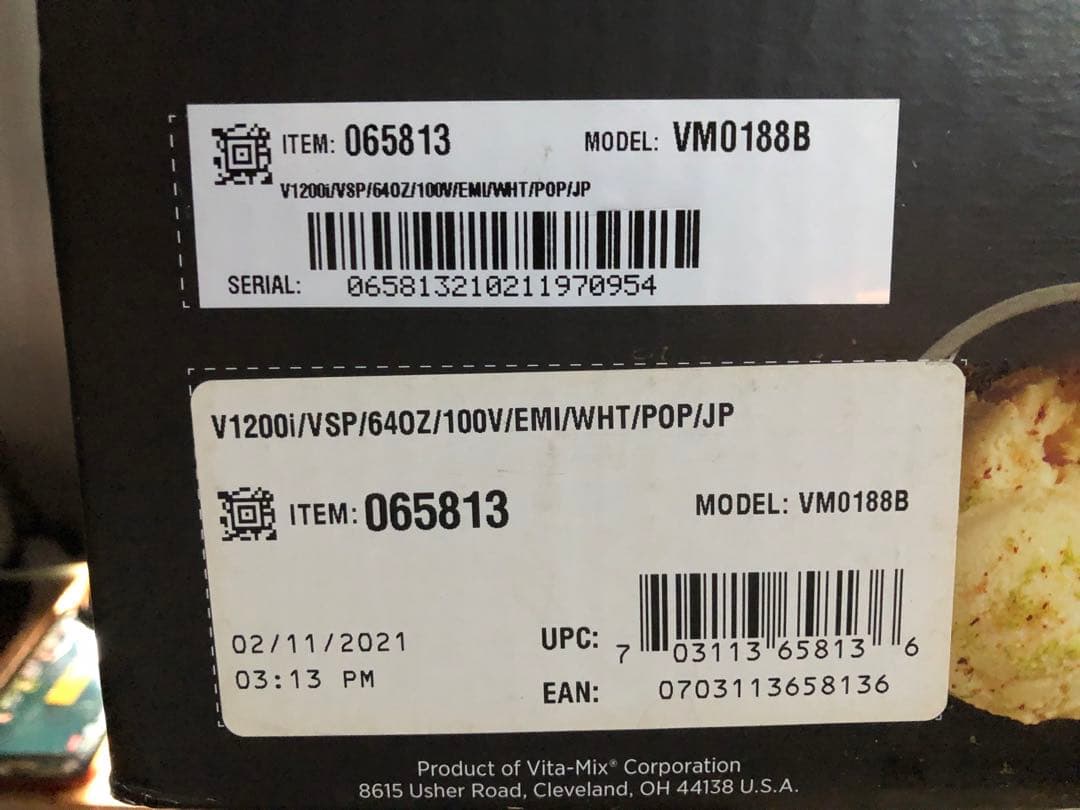 ITEM: 065813 MODEL: VM0188B
V1200i/VSP/64OZ/100V/EMI/WHT/POP/JP
SERIAL: 065813210211970954
V1200i/VSP/64OZ/100V/EMI/WHT/POP/JP
ITEM: 065813 MODEL: VM0188B
02/11/2021
03:13 PM
UPC: 7 03113 65813 6
EAN: 0703113658136
Product of Vita-Mix® Corporation
8615 Usher Road, Cleveland, OH 44138 U.S.A.